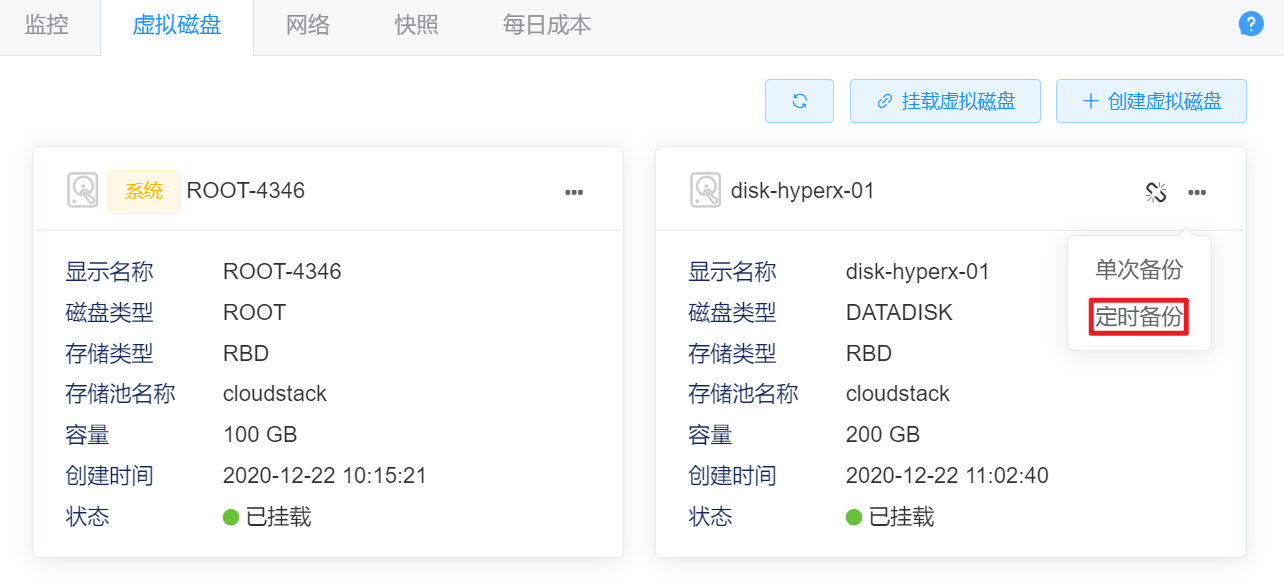 监控 虚拟磁盘 网络 快照 每日成本 ?
挂载虚拟磁盘 + 创建虚拟磁盘
系统 ROOT-4346
显示名称 ROOT-4346
磁盘类型 ROOT
存储类型 RBD
存储池名称 cloudstack
容量 100 GB
创建时间 2020-12-22 10:15:21
状态 已挂载
disk-hyperx-01
单次备份
定时备份
显示名称 disk-hyperx-01
磁盘类型 DATADISK
存储类型 RBD
存储池名称 cloudstack
容量 200 GB
创建时间 2020-12-22 11:02:40
状态 已挂载